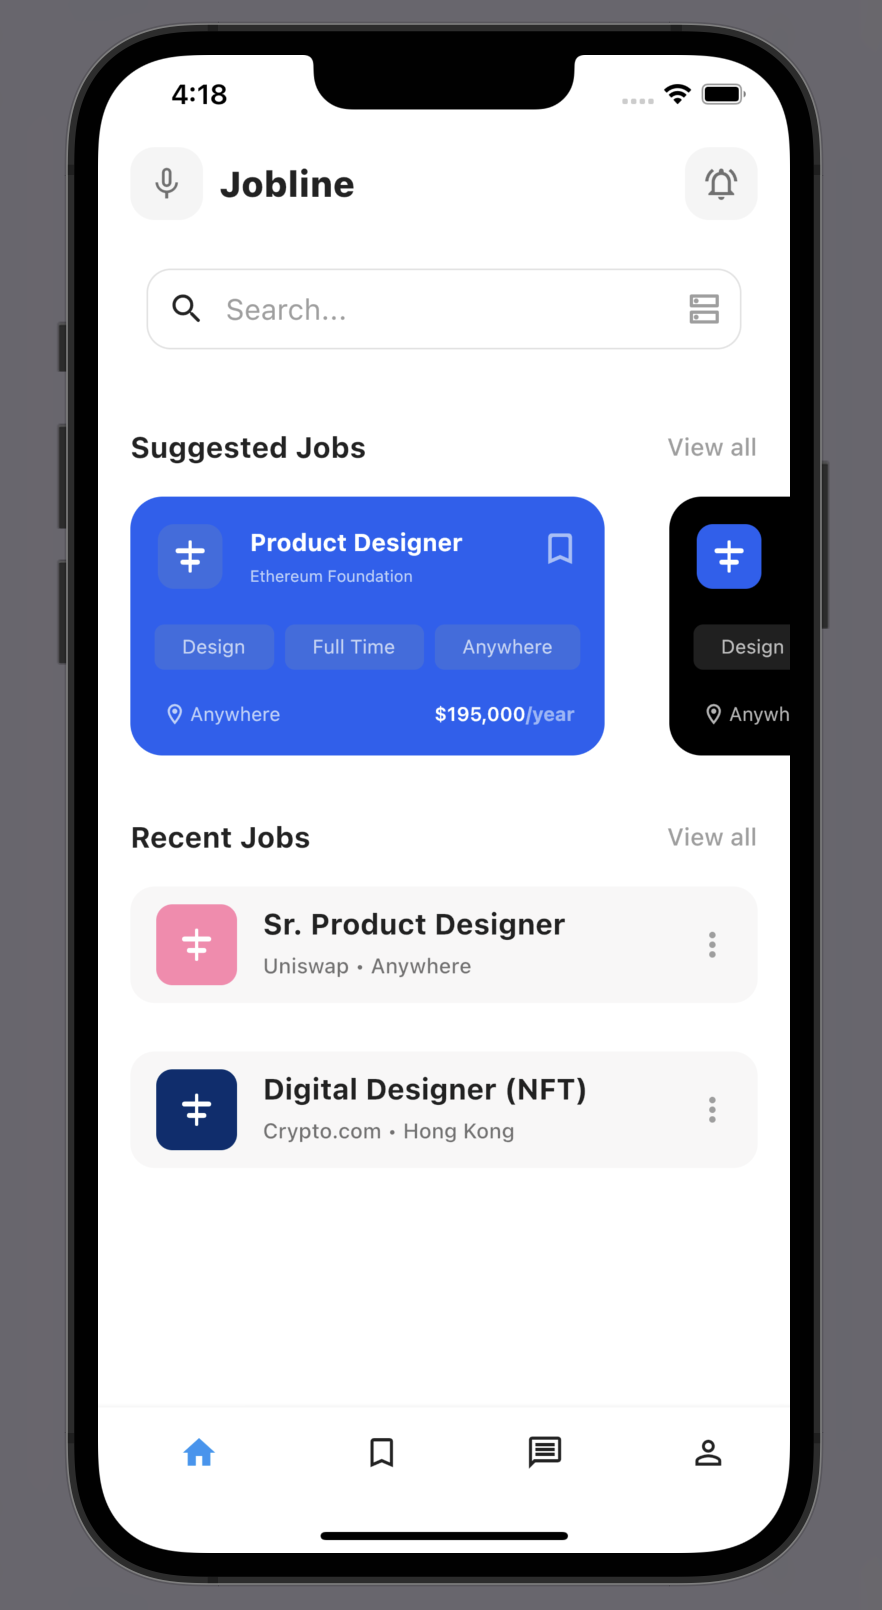 4:18
Jobline
Search...
Suggested Jobs View all
Product Designer
Ethereum Foundation
Design Full Time Anywhere Design
Anywhere $195,000/year Anywh
Recent Jobs View all
Sr. Product Designer
Uniswap • Anywhere
Digital Designer (NFT)
Crypto.com • Hong Kong